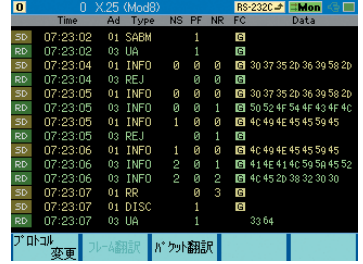 0 0 X.25 (Mod8) RS-232C Mon
Time Ad Type NS PF NR FC Data
SD 07:23:02 01 SABM 1 G
RD 07:23:02 03 UA 1 G
SD 07:23:04 01 INFO 0 0 0 G 30 37 35 2D 36 39 58 2D
RD 07:23:04 03 REJ 0 0 G
SD 07:23:05 01 INFO 0 0 0 G 30 37 35 2D 36 39 58 2D
RD 07:23:05 03 INFO 0 0 1 G 50 52 4F 54 4F 43 4F 4C
SD 07:23:05 01 INFO 1 0 0 G 4C 49 4E 45 45 59 45
RD 07:23:05 03 REJ 0 1 G
SD 07:23:06 01 INFO 1 0 0 G 4C 49 4E 45 45 59 45
RD 07:23:06 03 INFO 2 0 1 G 41 4E 41 4C 59 5A 45 52
SD 07:23:06 03 INFO 2 0 2 G 4C 45 2D 38 32 30 30
SD 07:23:07 01 RR 0 3 G
SD 07:23:07 01 DISC 1 G
RD 07:23:07 03 UA 1 33 64
プロトコル フレーム翻訳 パケット翻訳
変更